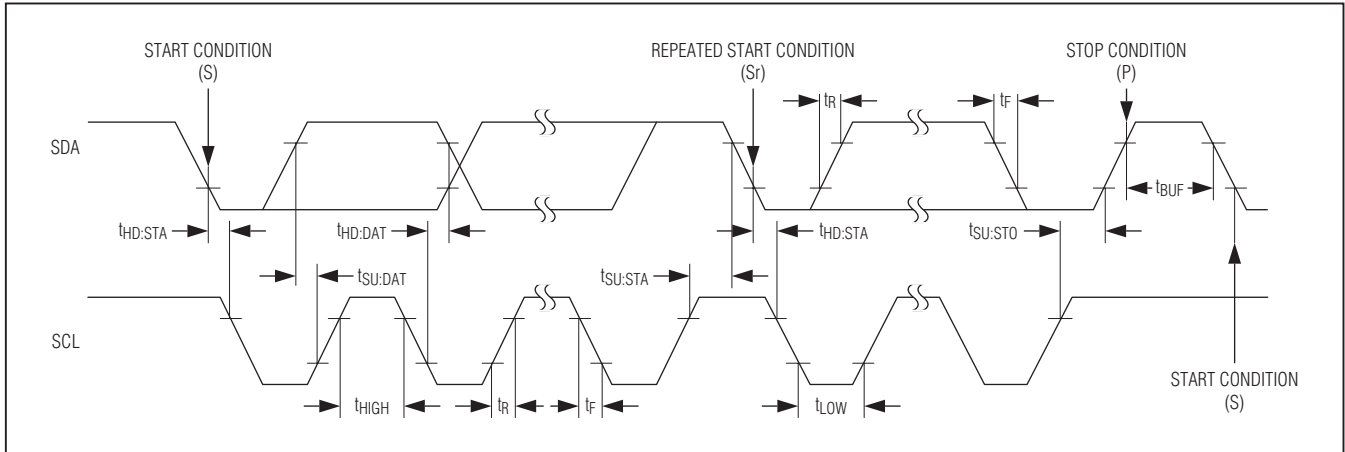 START CONDITION
(S)
REPEATED START CONDITION
(Sr)
STOP CONDITION
(P)
tR
tF
SDA
tBUF
tHD:STA
tHD:DAT
tHD:STA
tSU:STO
tSU:DAT
tSU:STA
SCL
tHIGH
tR
tF
tLOW
START CONDITION
(S)